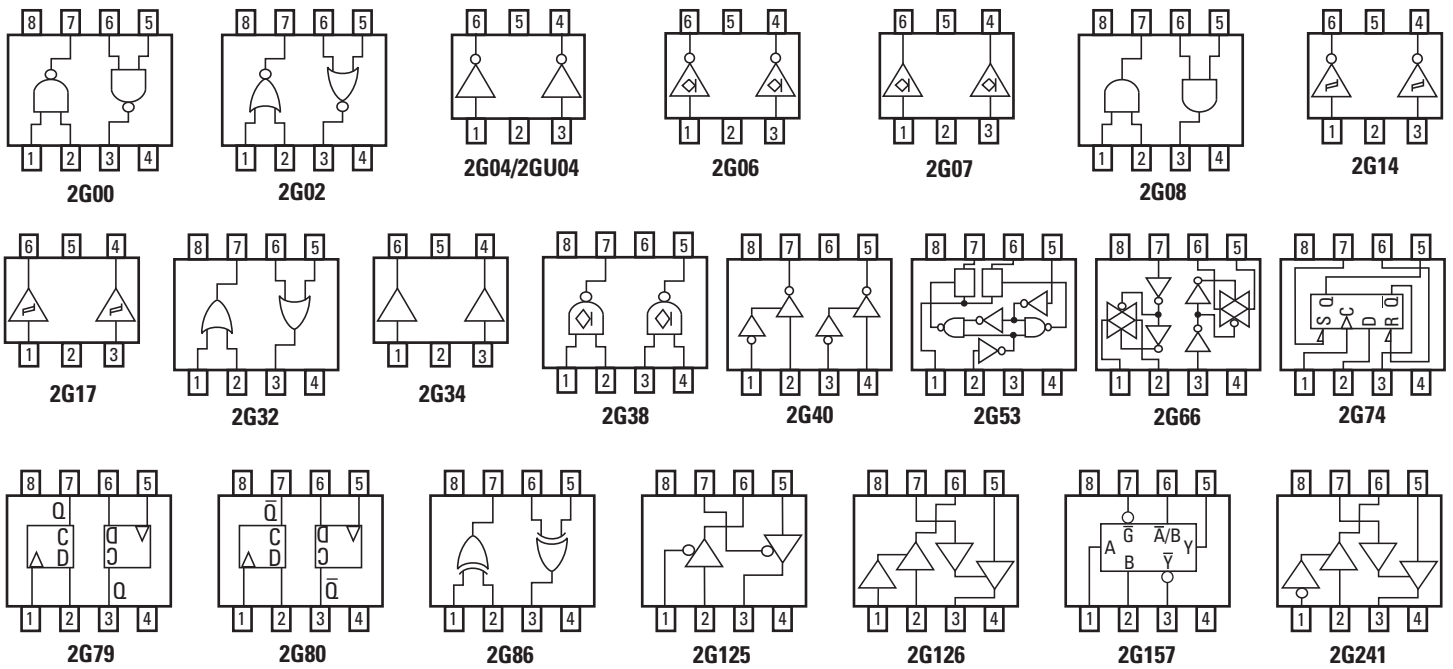 8 7 6 5 8 7 6 5 6 5 4 6 5 4 6 5 4 8 7 6 5 6 5 4
1 2 3 4 1 2 3 4 1 2 3 1 2 3 1 2 3 1 2 3 4 1 2 3
2G00 2G02 2G04/2GU04 2G06 2G07 2G08 2G14
6 5 4 8 7 6 5 6 5 4 8 7 6 5 8 7 6 5 8 7 6 5 8 7 6 5 8 7 6 5
Q Q̅
S C D R
1 2 3 1 2 3 4 1 2 3 1 2 3 4 1 2 3 4 1 2 3 4 1 2 3 4 1 2 3 4
2G17 2G32 2G34 2G38 2G40 2G53 2G66 2G74
8 7 6 5 8 7 6 5 8 7 6 5 8 7 6 5 8 7 6 5 8 7 6 5 8 7 6 5
Q Q̅
C D C D G̅ A̅/B
D C D C A Y
B Y̅
Q Q̅
1 2 3 4 1 2 3 4 1 2 3 4 1 2 3 4 1 2 3 4 1 2 3 4 1 2 3 4
2G79 2G80 2G86 2G125 2G126 2G157 2G241